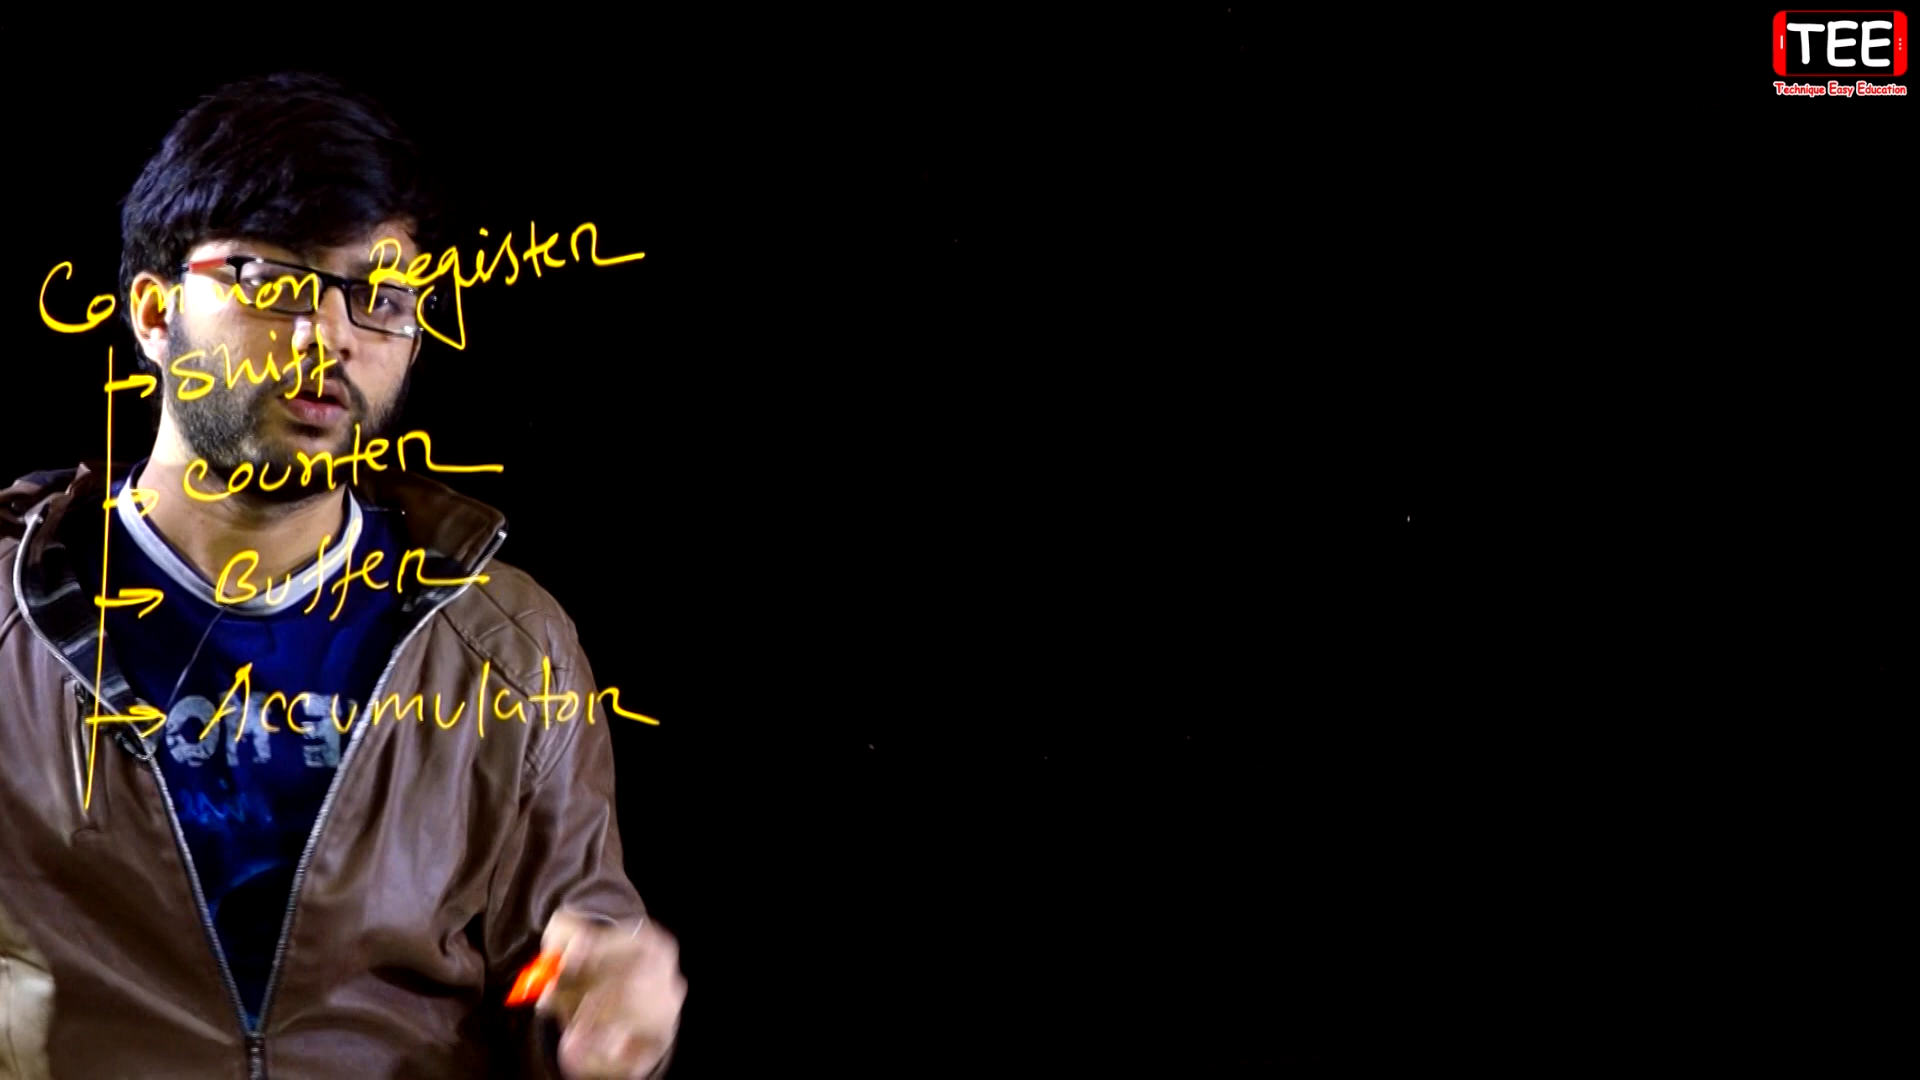 TEE
Technique Easy Education
Common Register
Shift
Counter
Buffer
Accumulator